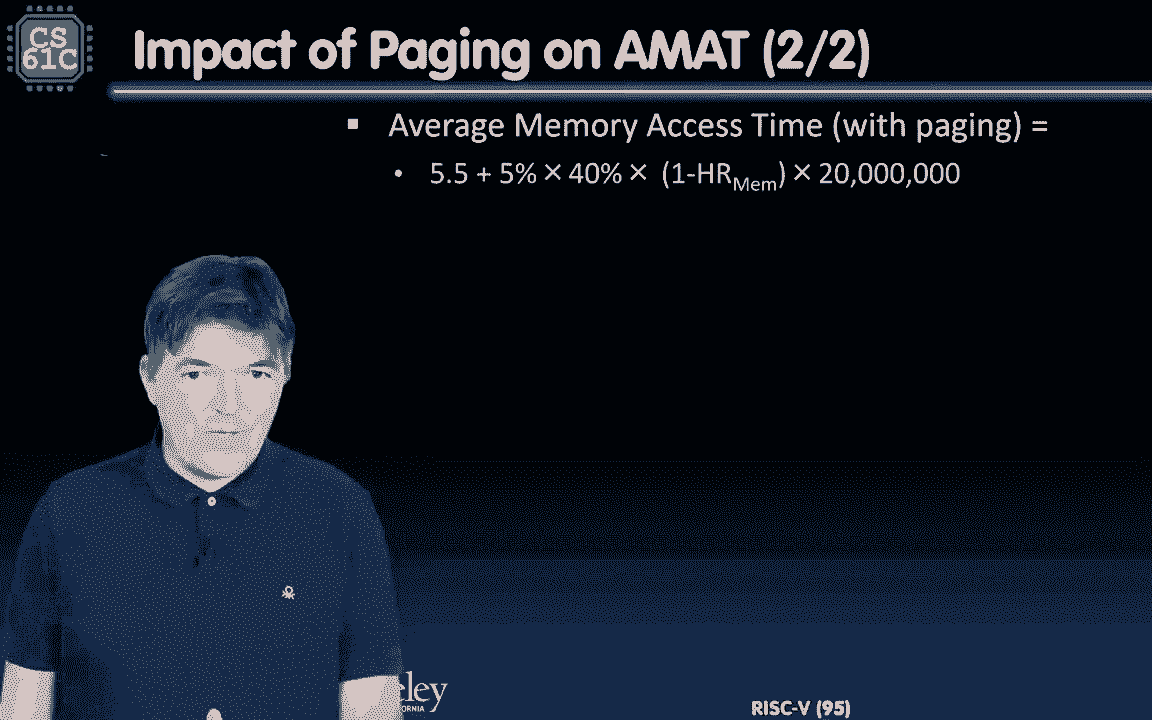 CS
61C
Impact of Paging on AMAT (2/2)
▪ Average Memory Access Time (with paging) =
• 5.5 + 5% × 40% × (1-HRMem) × 20,000,000
RISC-V (95)